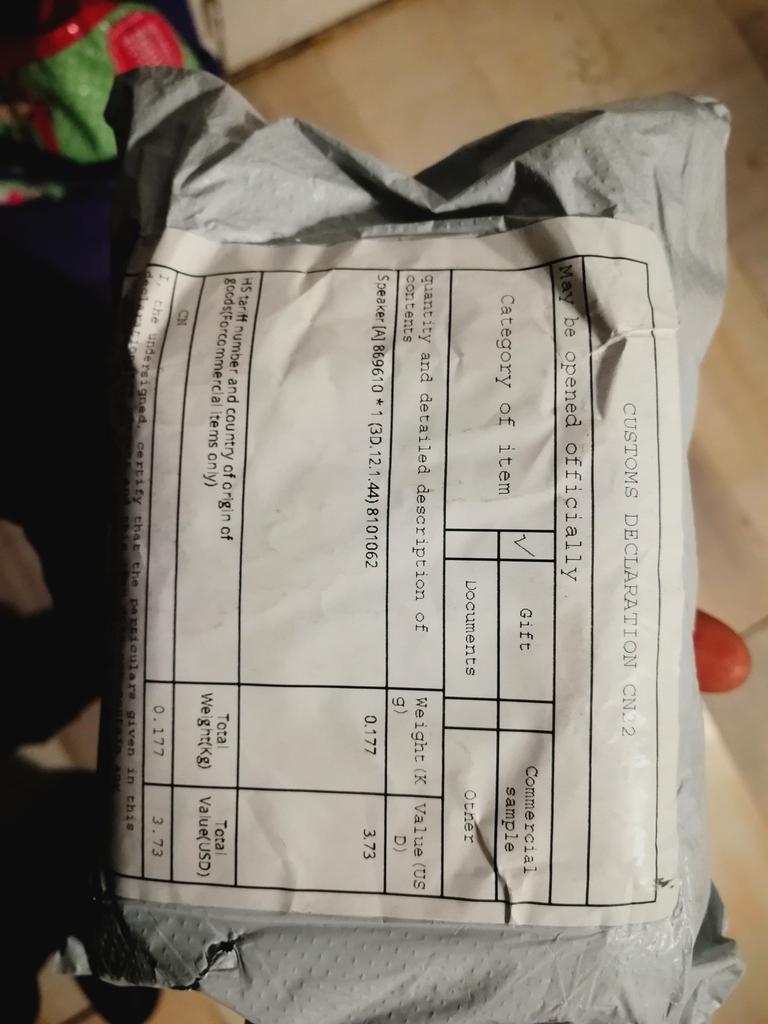 CUSTOMS DECLARATION CN22
May be opened officially
Category of item
√
Gift
Commercial
sample
Documents
Other
quantity and detailed description of
contents
Weight (K
g)
Value (US
D)
Speaker [A] 869610 * 1 (3D.12.1.44) 8101062
0.177
3.73
HS tariff number and country of origin of
goods(For commercial items only)
Total
Weight(Kg)
Total
Value(USD)
CN
0.177
3.73
I, the undersigned, certify that the particulars given in this